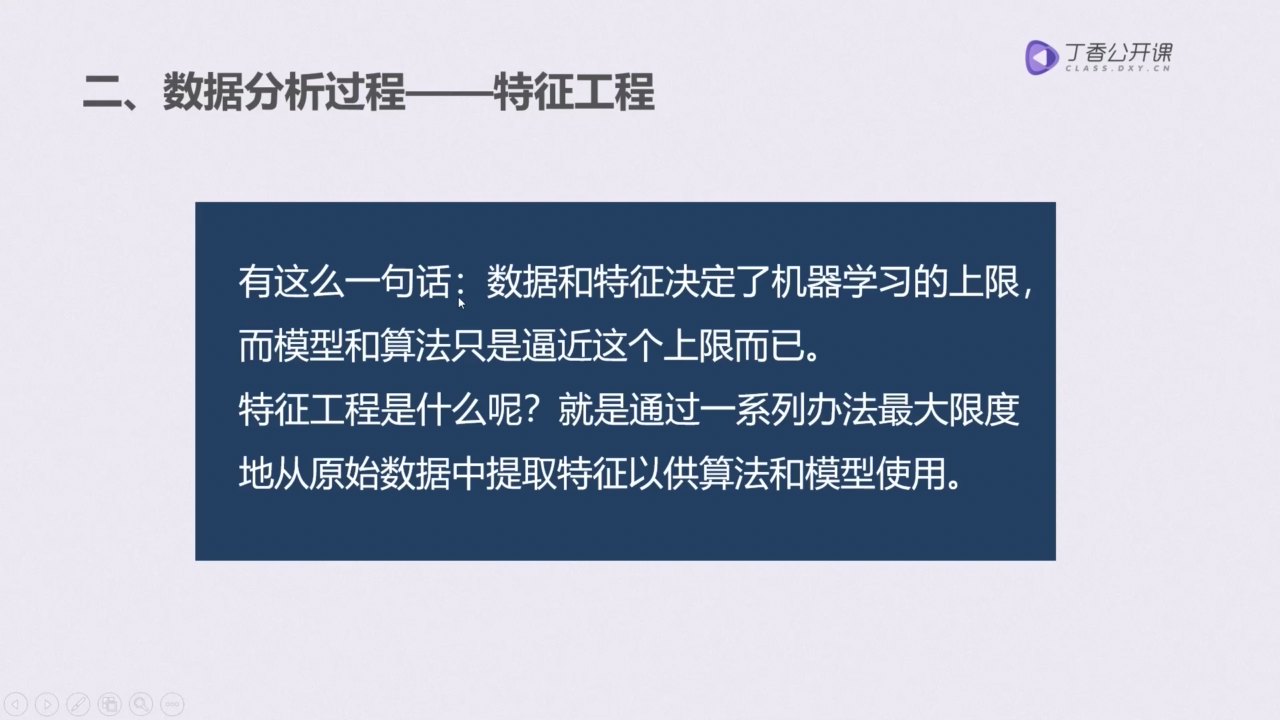 丁香公开课
CLASS.DXY.CN
二、数据分析过程——特征工程
有这么一句话：数据和特征决定了机器学习的上限，
而模型和算法只是逼近这个上限而已。
特征工程是什么呢？就是通过一系列办法最大限度
地从原始数据中提取特征以供算法和模型使用。